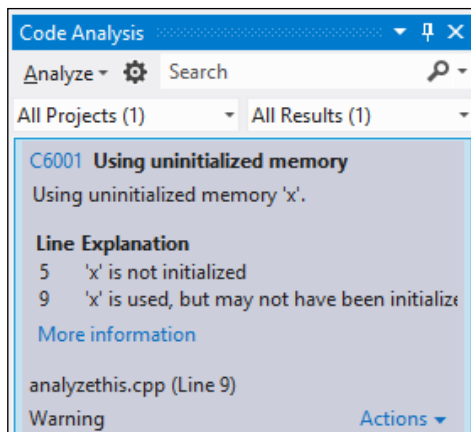 Code Analysis
Analyze Search
All Projects (1) All Results (1)
C6001 Using uninitialized memory
Using uninitialized memory 'x'.
Line Explanation
5 'x' is not initialized
9 'x' is used, but may not have been initialize
More information
analyzethis.cpp (Line 9)
Warning Actions